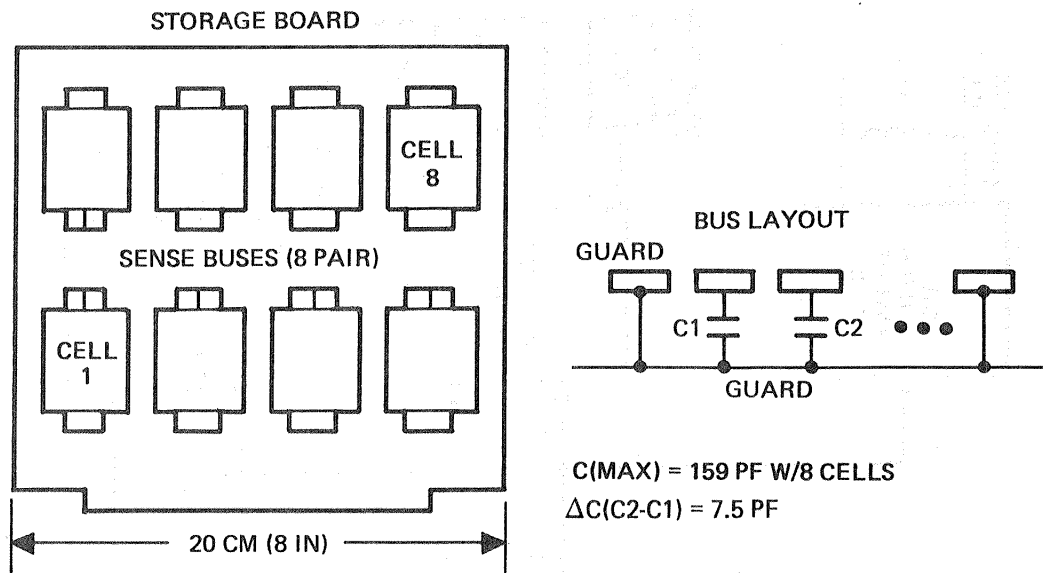 STORAGE BOARD
CELL
8
SENSE BUSES (8 PAIR)
CELL
1
20 CM (8 IN)
BUS LAYOUT
GUARD
C1
C2
GUARD
C(MAX) = 159 PF W/8 CELLS
ΔC(C2-C1) = 7.5 PF